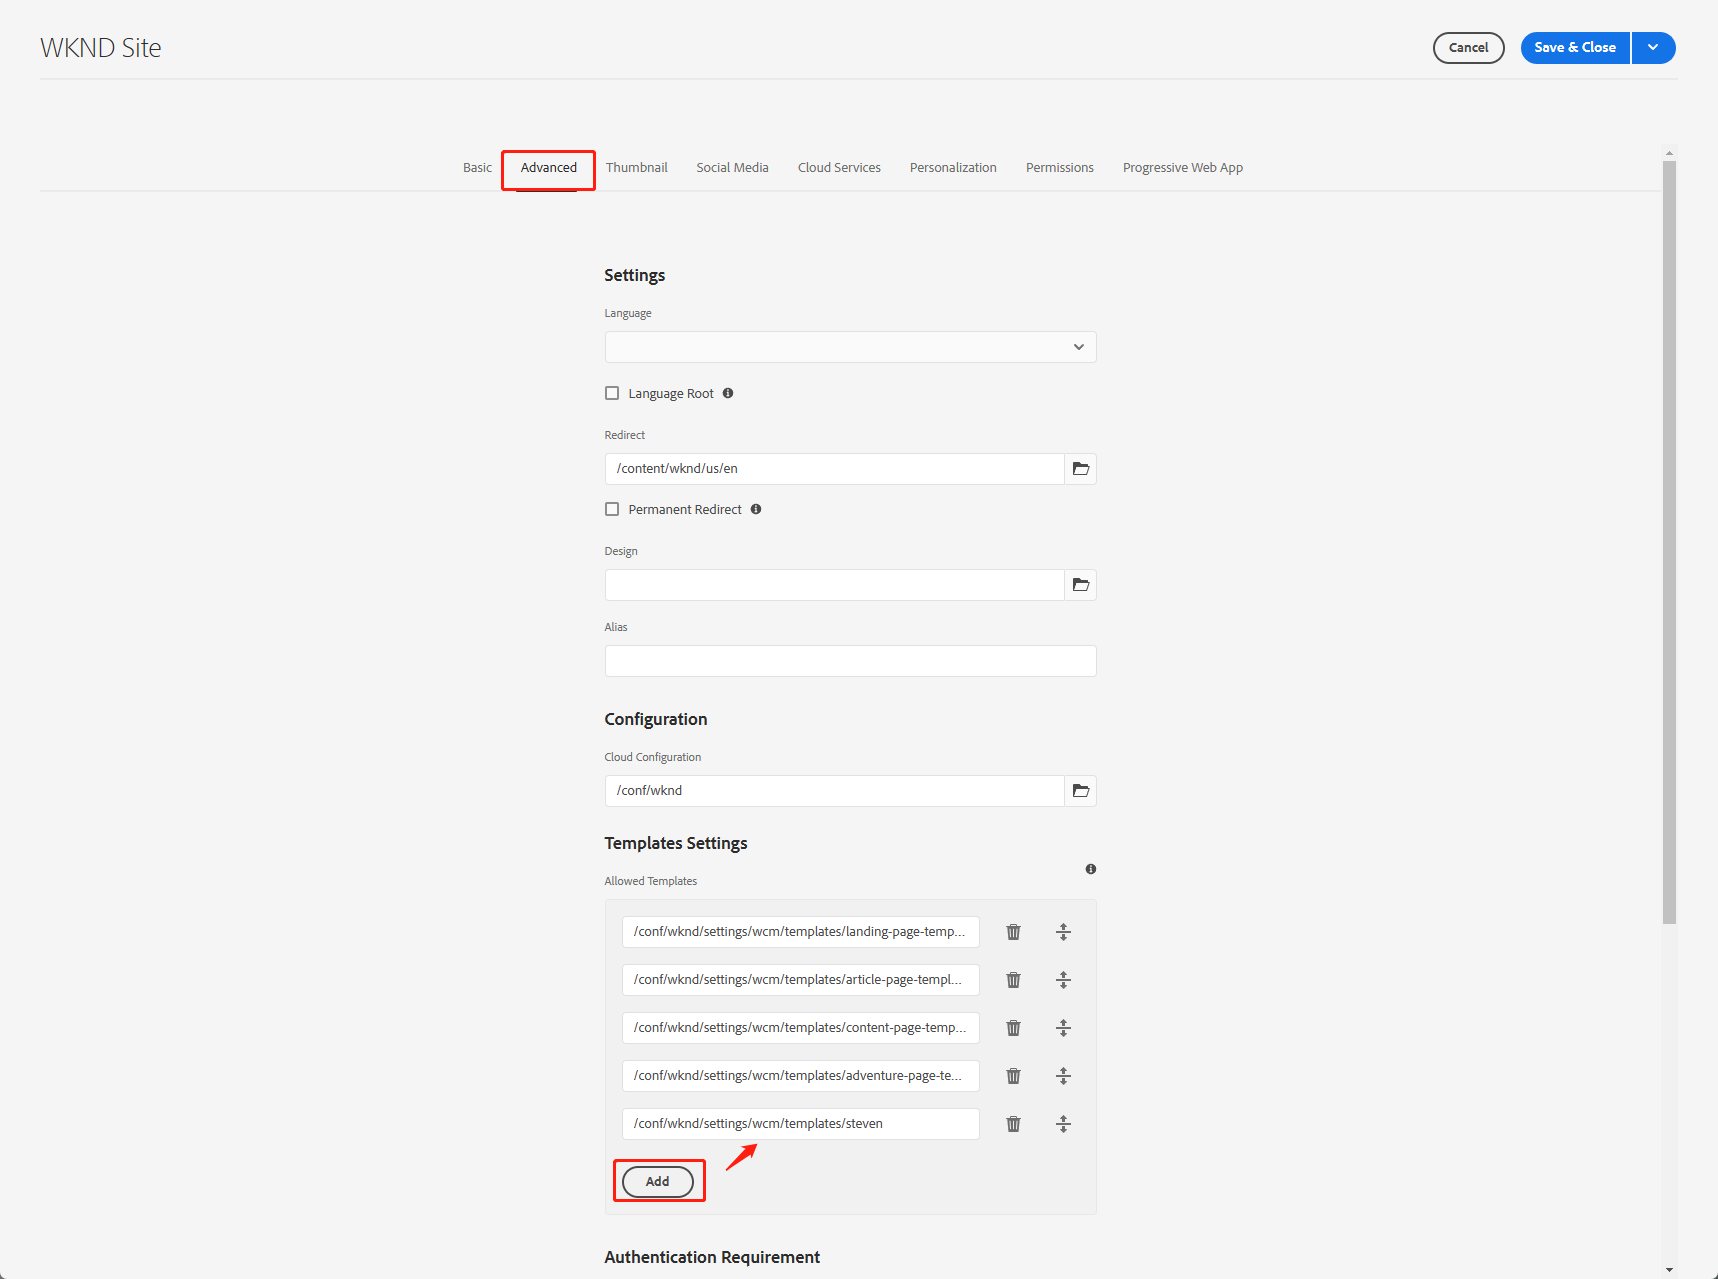 WKND Site
Cancel
Save & Close
Basic Advanced Thumbnail Social Media Cloud Services Personalization Permissions Progressive Web App
Settings
Language
Language Root
Redirect
/content/wknd/us/en
Permanent Redirect
Design
Alias
Configuration
Cloud Configuration
/conf/wknd
Templates Settings
Allowed Templates
/conf/wknd/settings/wcm/templates/landing-page-temp...
/conf/wknd/settings/wcm/templates/article-page-templ...
/conf/wknd/settings/wcm/templates/content-page-temp...
/conf/wknd/settings/wcm/templates/adventure-page-te...
/conf/wknd/settings/wcm/templates/steven
Add
Authentication Requirement